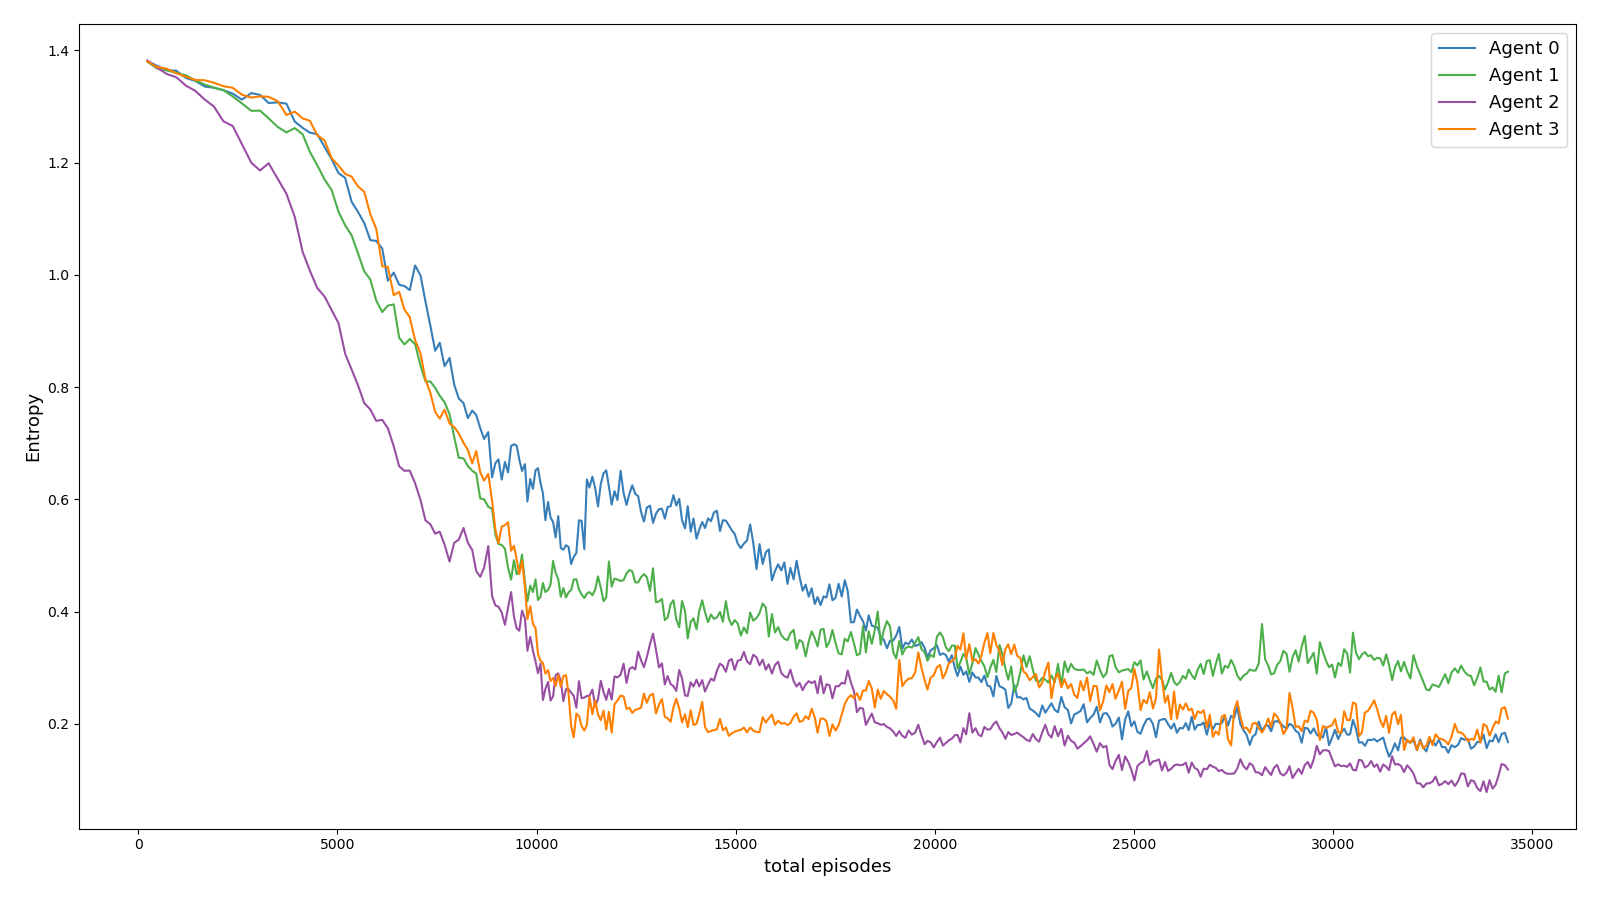 Agent 0
Agent 1
Agent 2
Agent 3
1.4
1.2
1.0
0.8
0.6
0.4
0.2
Entropy
0 5000 10000 15000 20000 25000 30000 35000
total episodes